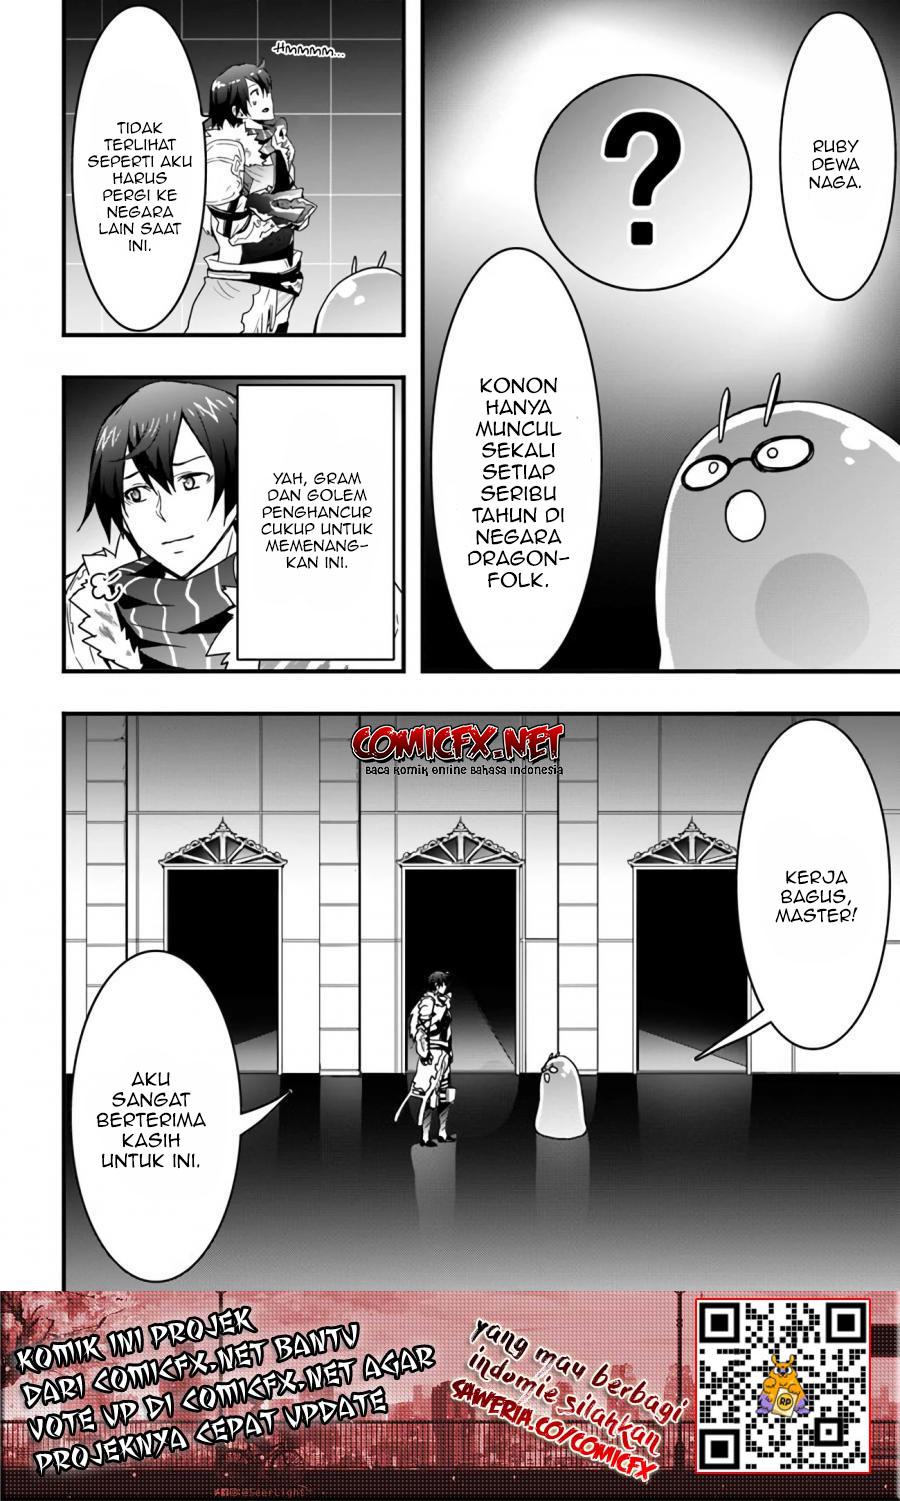 RUBY
DEWA
NAGA.
?
KONON
HANYA
MUNCUL
SEKALI
SETIAP
SERIBU
TAHUN DI
NEGARA
DRAGON-
FOLK.
HMMMM...
TIDAK
TERLIHAT
SEPERTI AKU
HARUS
PERGI KE
NEGARA
LAIN SAAT
INI.
YAH, GRAM
DAN GOLEM
PENGHANCUR
CUKUP UNTUK
MEMENANG-
KAN INI.
COMICFX.NET
BACA KOMIK ONLINE BAHASA INDONESIA
KERJA
BAGUS,
MASTER!
AKU
SANGAT
BERTERIMA
KASIH
UNTUK INI.
KOMIK INI PROJEK
DARI COMICFX.NET BANTU
VOTE UP DI COMICFX.NET AGAR
PROJEKNYA CEPAT UPDATE
yang mau berbagi
indomie silahkan
SAWERIA.CO/COMICFX
RP